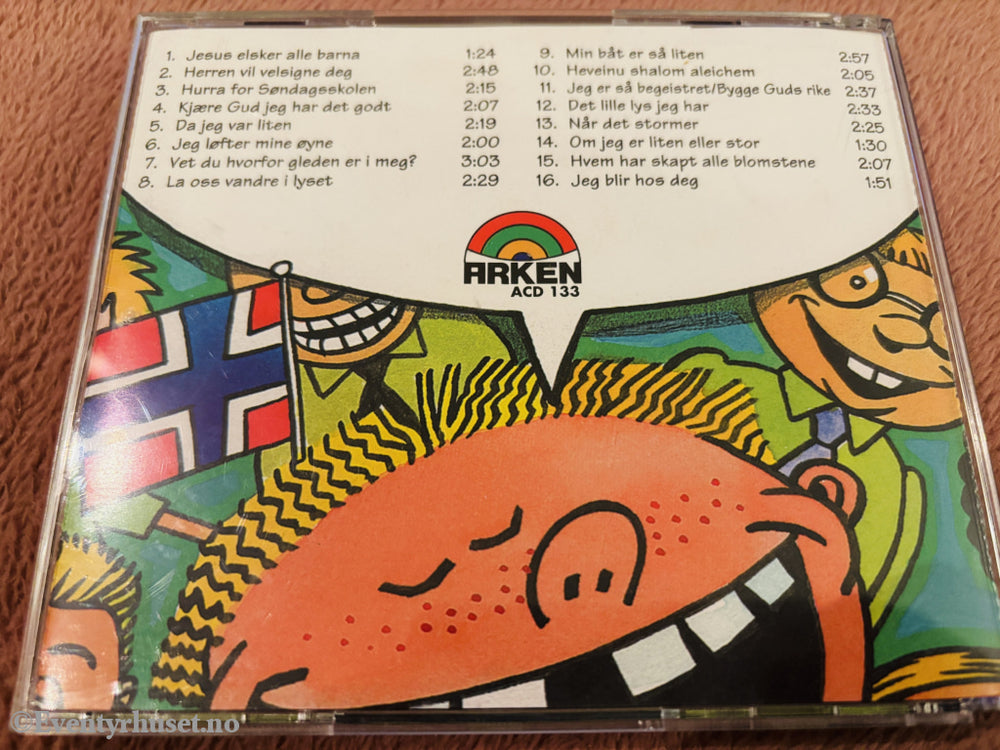 1. Jesus elsker alle barna 1:24
2. Herren vil velsigne deg 2:48
3. Hurra for Søndagsskolen 2:15
4. Kjære Gud jeg har det godt 2:07
5. Da jeg var liten 2:19
6. Jeg løfter mine øyne 2:00
7. Vet du hvorfor gleden er i meg? 3:03
8. La oss vandre i lyset 2:29
9. Min båt er så liten 2:57
10. Heveinu shalom aleichem 2:05
11. Jeg er så begeistret/Bygge Guds rike 2:37
12. Det lille lys jeg har 2:33
13. Når det stormer 2:25
14. Om jeg er liten eller stor 1:30
15. Hvem har skapt alle blomstene 2:07
16. Jeg blir hos deg 1:51
ARKEN
ACD 133
©Eventyrhuset.no